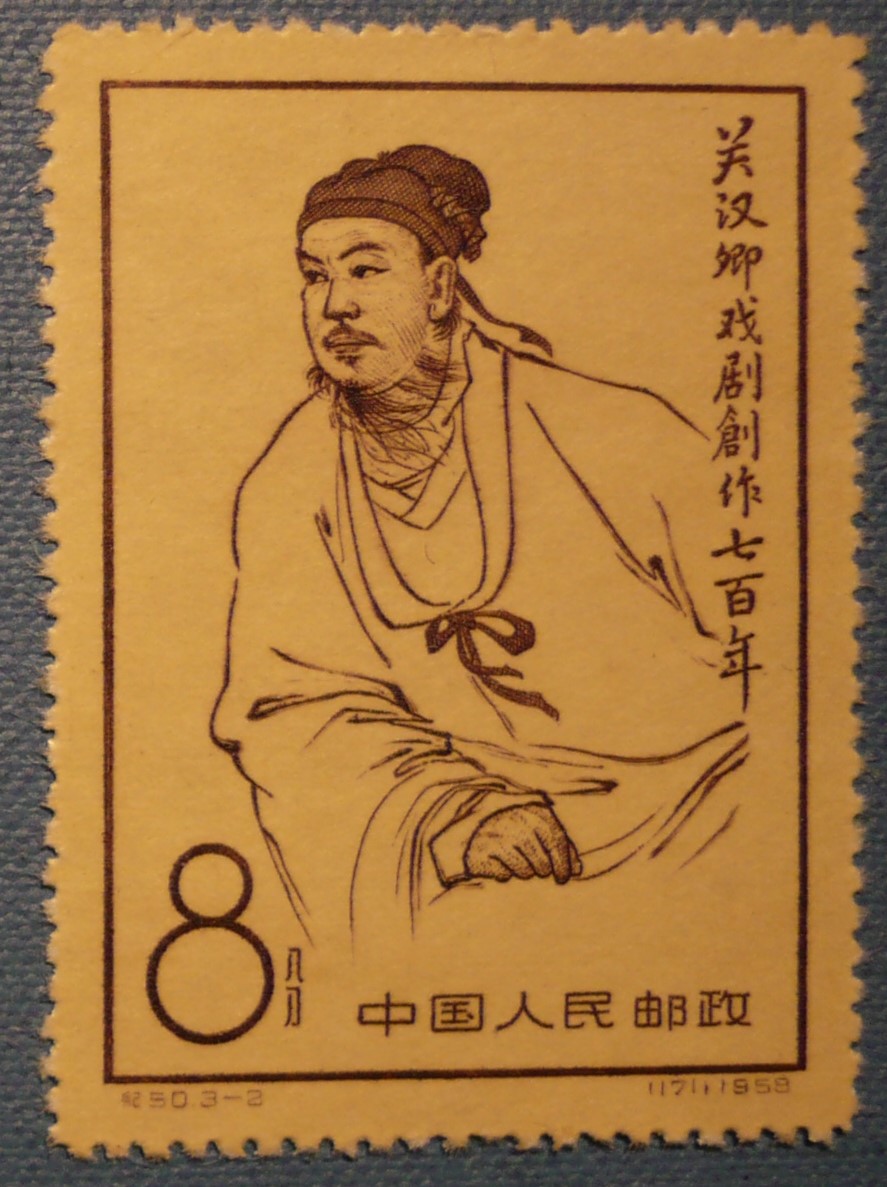 关汉卿戏剧創作七百年
8分
中国人民邮政
紀50.3-2
(171) 1958